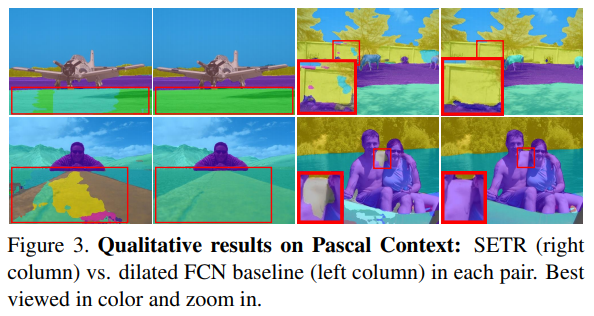 Figure 3. Qualitative results on Pascal Context: SETR (right
column) vs. dilated FCN baseline (left column) in each pair. Best
viewed in color and zoom in.